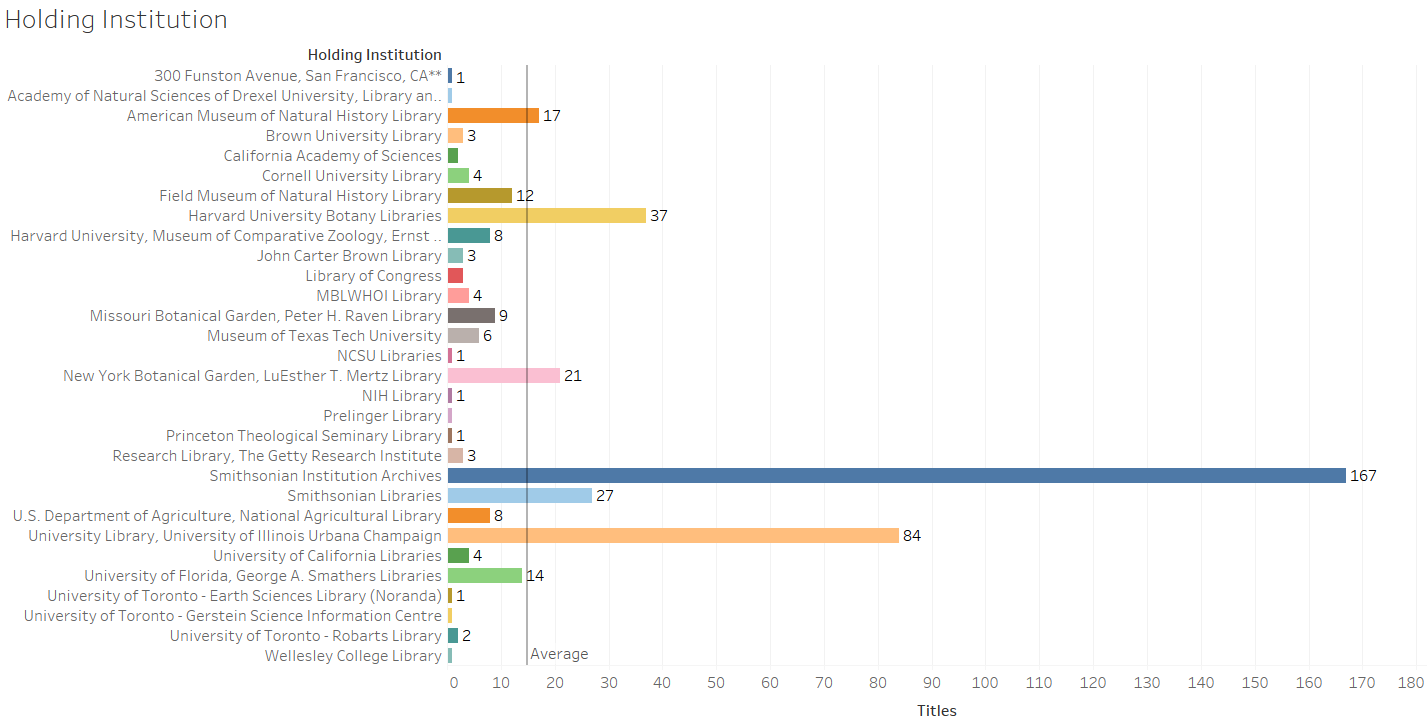 Holding Institution
Holding Institution
300 Funston Avenue, San Francisco, CA** 1
Academy of Natural Sciences of Drexel University, Library an..
American Museum of Natural History Library 17
Brown University Library 3
California Academy of Sciences
Cornell University Library 4
Field Museum of Natural History Library 12
Harvard University Botany Libraries 37
Harvard University, Museum of Comparative Zoology, Ernst .. 8
John Carter Brown Library 3
Library of Congress
MBLWHOI Library 4
Missouri Botanical Garden, Peter H. Raven Library 9
Museum of Texas Tech University 6
NCSU Libraries 1
New York Botanical Garden, LuEsther T. Mertz Library 21
NIH Library 1
Prelinger Library
Princeton Theological Seminary Library 1
Research Library, The Getty Research Institute 3
Smithsonian Institution Archives 167
Smithsonian Libraries 27
U.S. Department of Agriculture, National Agricultural Library 8
University Library, University of Illinois Urbana Champaign 84
University of California Libraries 4
University of Florida, George A. Smathers Libraries 14
University of Toronto - Earth Sciences Library (Noranda) 1
University of Toronto - Gerstein Science Information Centre
University of Toronto - Robarts Library 2
Wellesley College Library Average
0 10 20 30 40 50 60 70 80 90 100 110 120 130 140 150 160 170 180
Titles